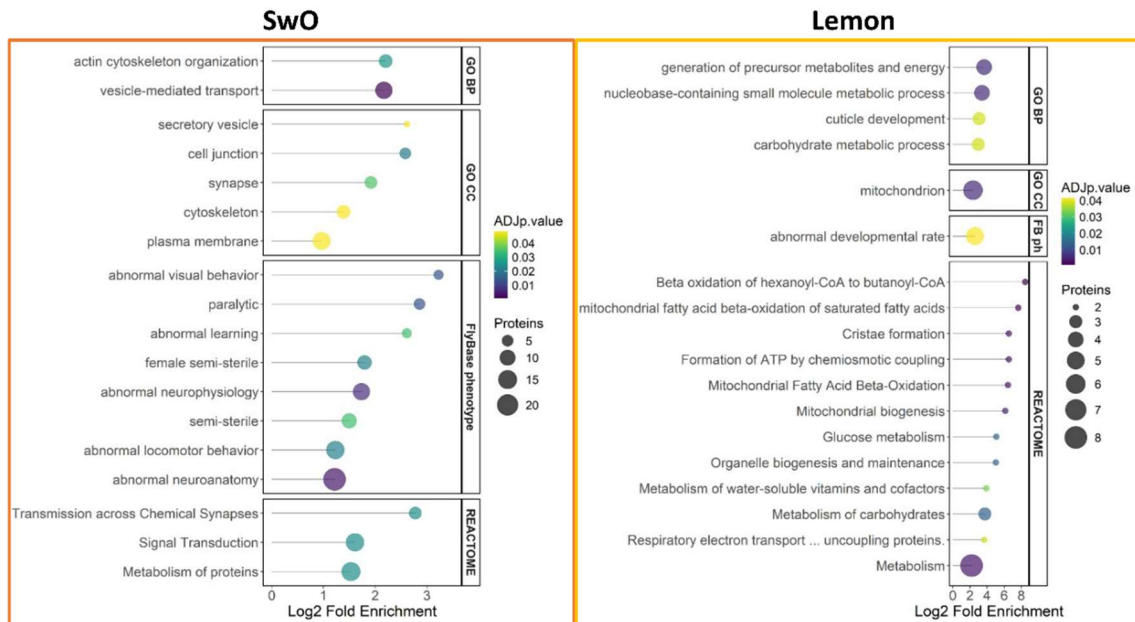 SwO
actin cytoskeleton organization
vesicle-mediated transport
GO BP
secretory vesicle
cell junction
synapse
cytoskeleton
plasma membrane
GO CC
abnormal visual behavior
paralytic
abnormal learning
female semi-sterile
abnormal neurophysiology
semi-sterile
abnormal locomotor behavior
abnormal neuroanatomy
FlyBase phenotype
Transmission across Chemical Synapses
Signal Transduction
Metabolism of proteins
REACTOME
0 1 2 3
Log2 Fold Enrichment
ADJp.value
0.04
0.03
0.02
0.01
Proteins
5
10
15
20
Lemon
generation of precursor metabolites and energy
nucleobase-containing small molecule metabolic process
cuticle development
carbohydrate metabolic process
GO BP
mitochondrion
GO CC
abnormal developmental rate
FB ph
Beta oxidation of hexanoyl-CoA to butanoyl-CoA
mitochondrial fatty acid beta-oxidation of saturated fatty acids
Cristae formation
Formation of ATP by chemiosmotic coupling
Mitochondrial Fatty Acid Beta-Oxidation
Mitochondrial biogenesis
Glucose metabolism
Organelle biogenesis and maintenance
Metabolism of water-soluble vitamins and cofactors
Metabolism of carbohydrates
Respiratory electron transport ... uncoupling proteins.
Metabolism
REACTOME
0 2 4 6 8
Log2 Fold Enrichment
ADJp.value
0.04
0.03
0.02
0.01
Proteins
2
3
4
5
6
7
8